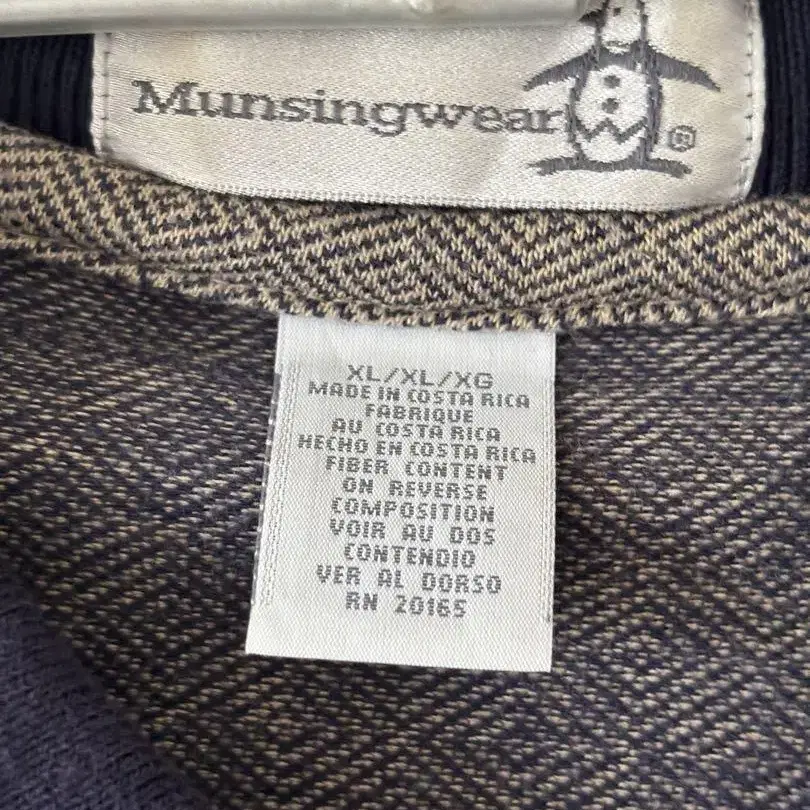 Munsingwear®
XL/XL/XG
MADE IN COSTA RICA
FABRIQUE
AU COSTA RICA
HECHO EN COSTA RICA
FIBER CONTENT
ON REVERSE
COMPOSITION
VOIR AU DOS
CONTENDIO
VER AL DORSO
RN 20165